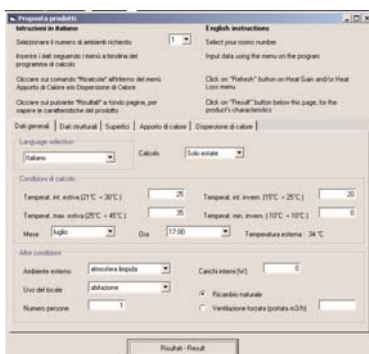 Proposta prodotti
Istruzioni in italiano
English instructions
Selezionare il numero di ambienti richiesto
1
Select your rooms number
Inserire i dati seguendo i menù a tendina del
programma di calcolo
Input data using the menu on the program
Cliccare sul comando "Ricalcola" all'interno del menù
Apporto di Calore e/o Dispersione di Calore
Click on "Refresh" button on Heat Gain and/or Heat
Loss menu
Cliccare sul pulsante "Risultati" a fondo pagina, per
sapere le caratteristiche del prodotto
Click on "Result" button below this page, for the
product's characteristics
Dati generali
Dati strutturali
Superfici
Apporto di calore
Dispersione di calore
Language selection
Italiano
Calcolo
Solo estate
Condizioni di calcolo
Temperat. int. estiva (21°C ÷ 30°C )
25
Temperat. int. invern. (15°C ÷ 25°C )
20
Temperat. max. estiva (25°C ÷ 45°C )
35
Temperat. min. invern. (-10°C ÷ 10°C )
0
Mese
luglio
Ora
17:00
Temperatura esterna : 34 °C
Altre condizioni
Ambiente esterno
atmosfera limpida
Carichi interni (W)
0
Uso del locale
abitazione
Ricambio naturale
Numero persone
1
Ventilazione forzata (portata m3/h)
Risultati - Result